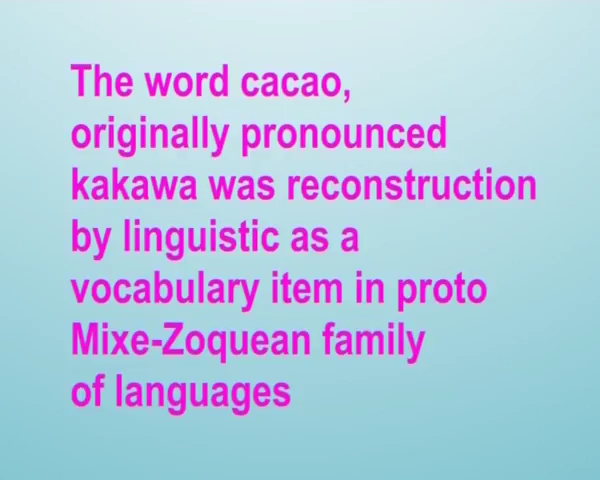 The word cacao,
originally pronounced
kakawa was reconstruction
by linguistic as a
vocabulary item in proto
Mixe-Zoquean family
of languages